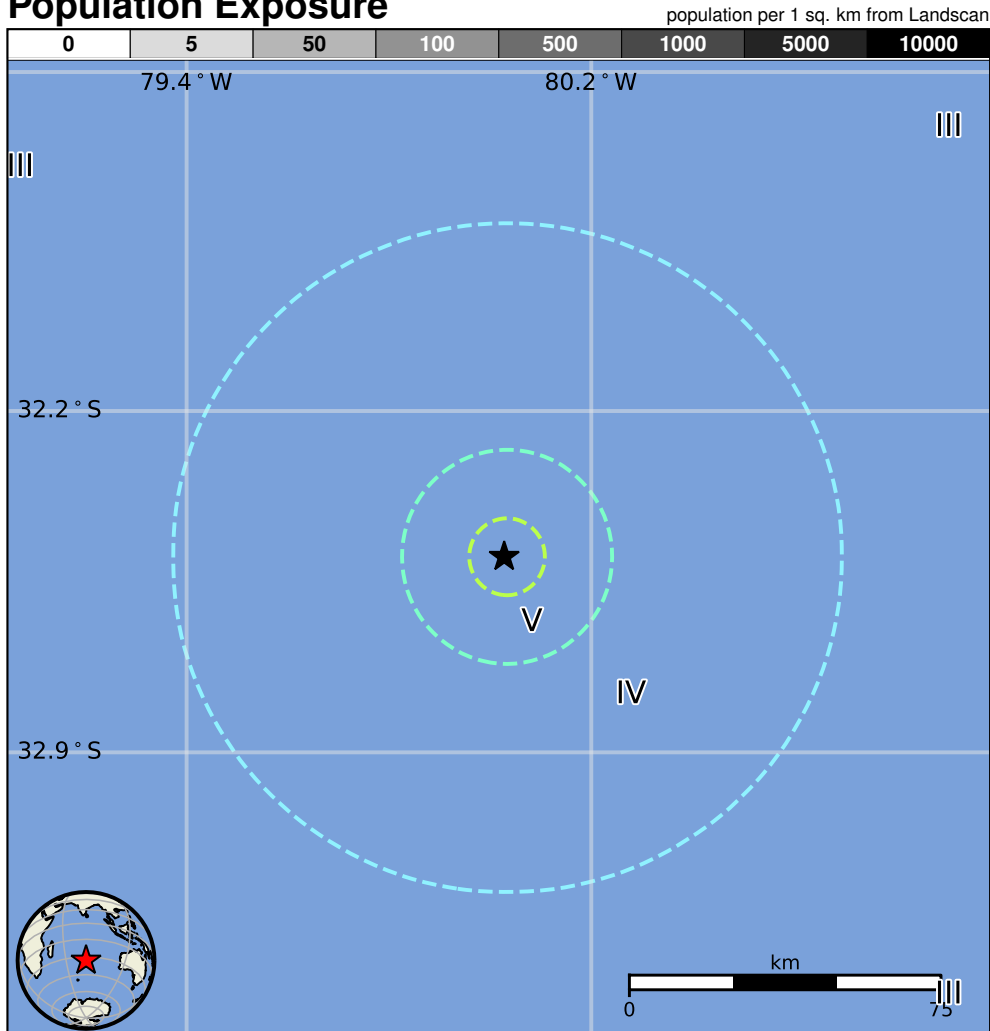 Population Exposure
population per 1 sq. km from Landscan
0 5 50 100 500 1000 5000 10000
79.4°W 80.2°W
III
III
32.2°S
V
IV
32.9°S
km
III
0 75